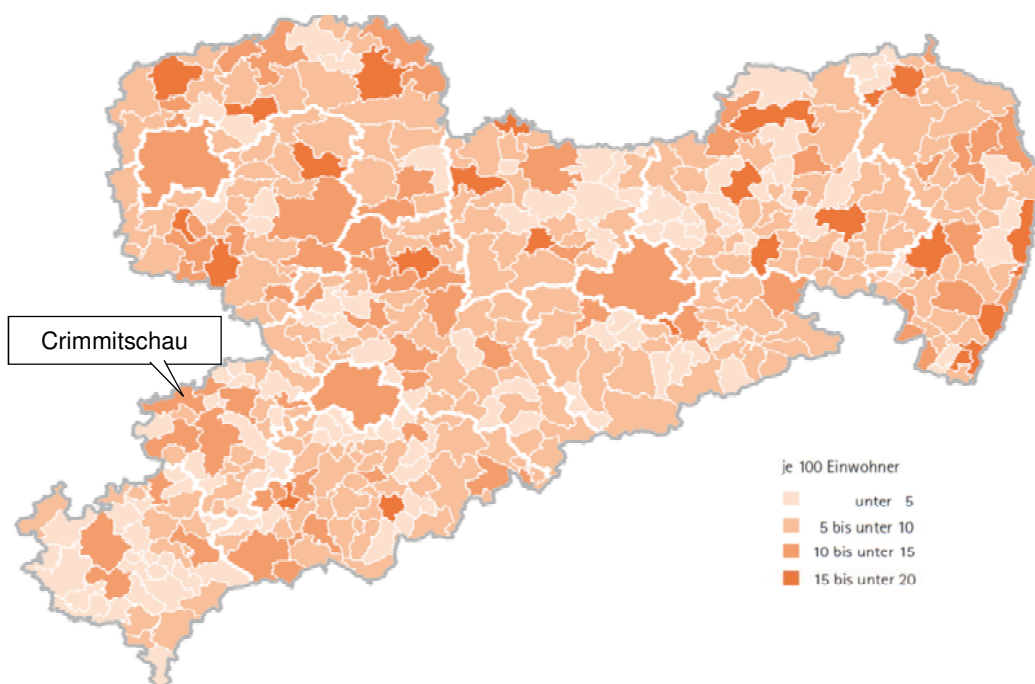 Crimmitschau
je 100 Einwohner
unter 5
5 bis unter 10
10 bis unter 15
15 bis unter 20